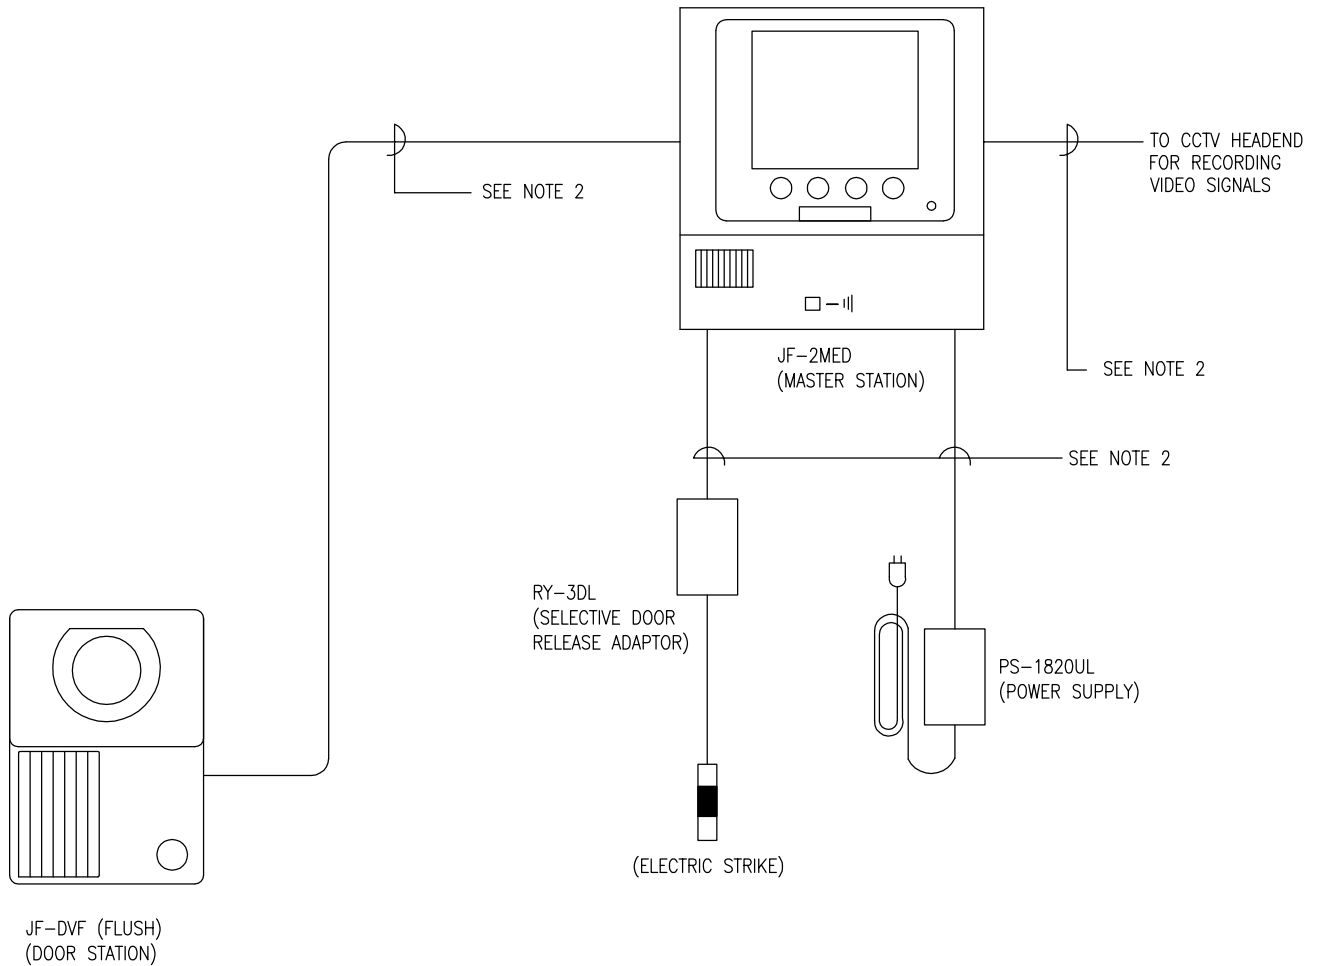 TO CCTV HEADEND
FOR RECORDING
VIDEO SIGNALS
SEE NOTE 2
JF-2MED
(MASTER STATION)
SEE NOTE 2
SEE NOTE 2
RY-3DL
(SELECTIVE DOOR
RELEASE ADAPTOR)
PS-1820UL
(POWER SUPPLY)
(ELECTRIC STRIKE)
JF-DVF (FLUSH)
(DOOR STATION)